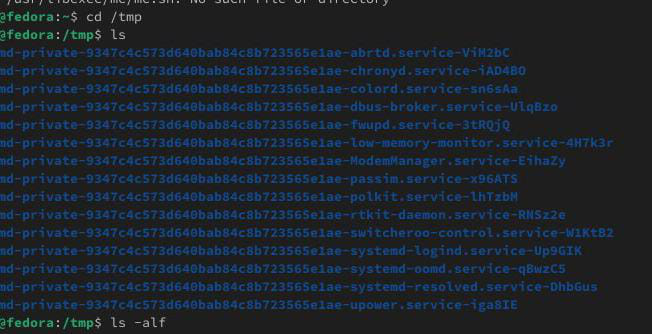 /usr/libexec/mc/mc.sh: No such file or directory
@fedora:~$ cd /tmp
@fedora:/tmp$ ls
md-private-9347c4c573d640bab84c8b723565e1ae-abrtd.service-ViM2bC
md-private-9347c4c573d640bab84c8b723565e1ae-chronyd.service-iAD4BO
md-private-9347c4c573d640bab84c8b723565e1ae-colord.service-sn6sAa
md-private-9347c4c573d640bab84c8b723565e1ae-dbus-broker.service-UlqBzo
md-private-9347c4c573d640bab84c8b723565e1ae-fwupd.service-3tRQjQ
md-private-9347c4c573d640bab84c8b723565e1ae-low-memory-monitor.service-4H7k3r
md-private-9347c4c573d640bab84c8b723565e1ae-ModemManager.service-EihaZy
md-private-9347c4c573d640bab84c8b723565e1ae-passim.service-x96ATS
md-private-9347c4c573d640bab84c8b723565e1ae-polkit.service-lhTzbM
md-private-9347c4c573d640bab84c8b723565e1ae-rtkit-daemon.service-RNSz2e
md-private-9347c4c573d640bab84c8b723565e1ae-switcheroo-control.service-W1KtB2
md-private-9347c4c573d640bab84c8b723565e1ae-systemd-logind.service-Up9GIK
md-private-9347c4c573d640bab84c8b723565e1ae-systemd-oomd.service-qBwzC5
md-private-9347c4c573d640bab84c8b723565e1ae-systemd-resolved.service-DhbGus
md-private-9347c4c573d640bab84c8b723565e1ae-upower.service-iga8IE
@fedora:/tmp$ ls -alf